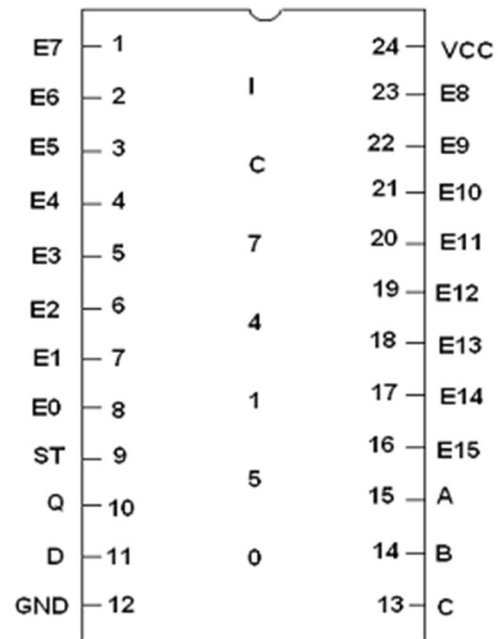 E7 1 24 VCC
E6 2 I 23 E8
E5 3 C 22 E9
E4 4 21 E10
E3 5 7 20 E11
E2 6 4 19 E12
E1 7 18 E13
E0 8 1 17 E14
ST 9 5 16 E15
Q 10 15 A
D 11 0 14 B
GND 12 13 C